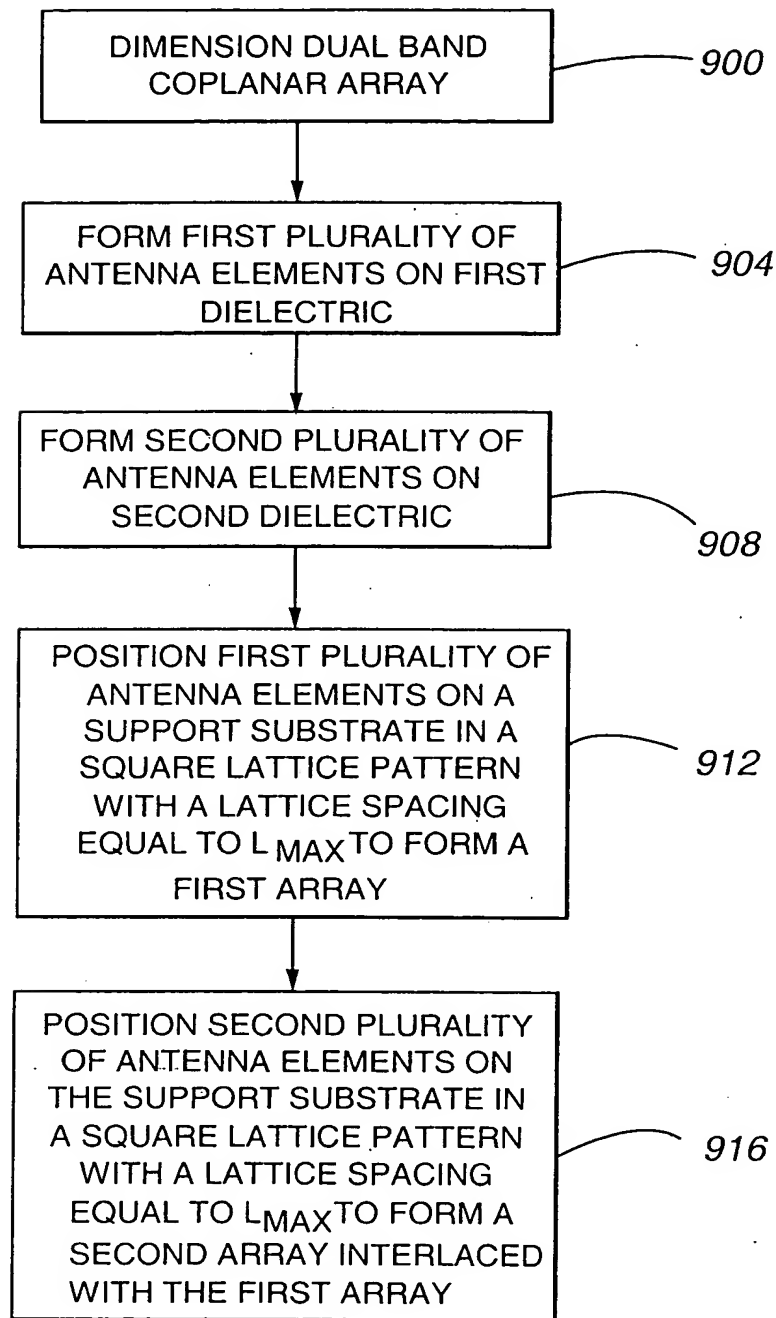 DIMENSION DUAL BAND
COPLANAR ARRAY
900
FORM FIRST PLURALITY OF
ANTENNA ELEMENTS ON FIRST
DIELECTRIC
904
FORM SECOND PLURALITY OF
ANTENNA ELEMENTS ON
SECOND DIELECTRIC
908
POSITION FIRST PLURALITY OF
ANTENNA ELEMENTS ON A
SUPPORT SUBSTRATE IN A
SQUARE LATTICE PATTERN
WITH A LATTICE SPACING
EQUAL TO LMAX TO FORM A
FIRST ARRAY
912
POSITION SECOND PLURALITY
OF ANTENNA ELEMENTS ON
THE SUPPORT SUBSTRATE IN
A SQUARE LATTICE PATTERN
WITH A LATTICE SPACING
EQUAL TO LMAX TO FORM A
SECOND ARRAY INTERLACED
WITH THE FIRST ARRAY
916